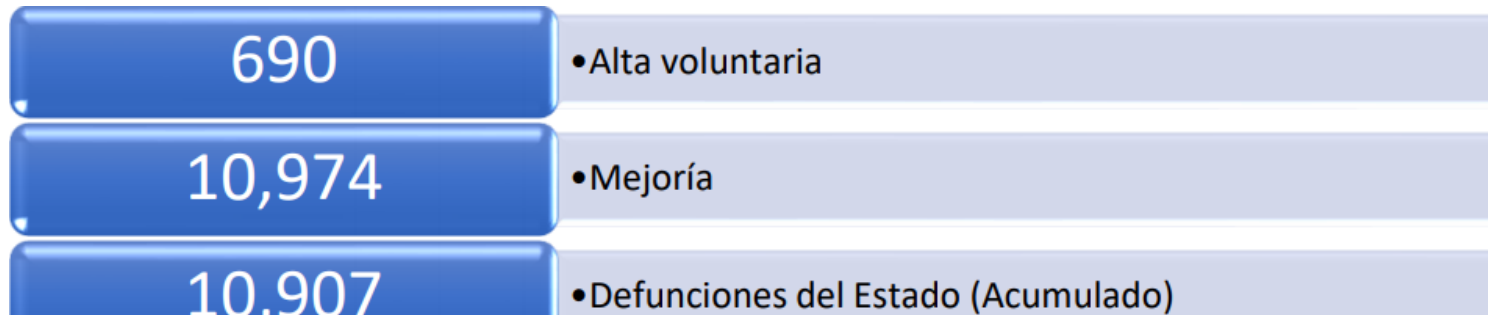 690
•Alta voluntaria
10,974
•Mejoría
10,907
•Defunciones del Estado (Acumulado)